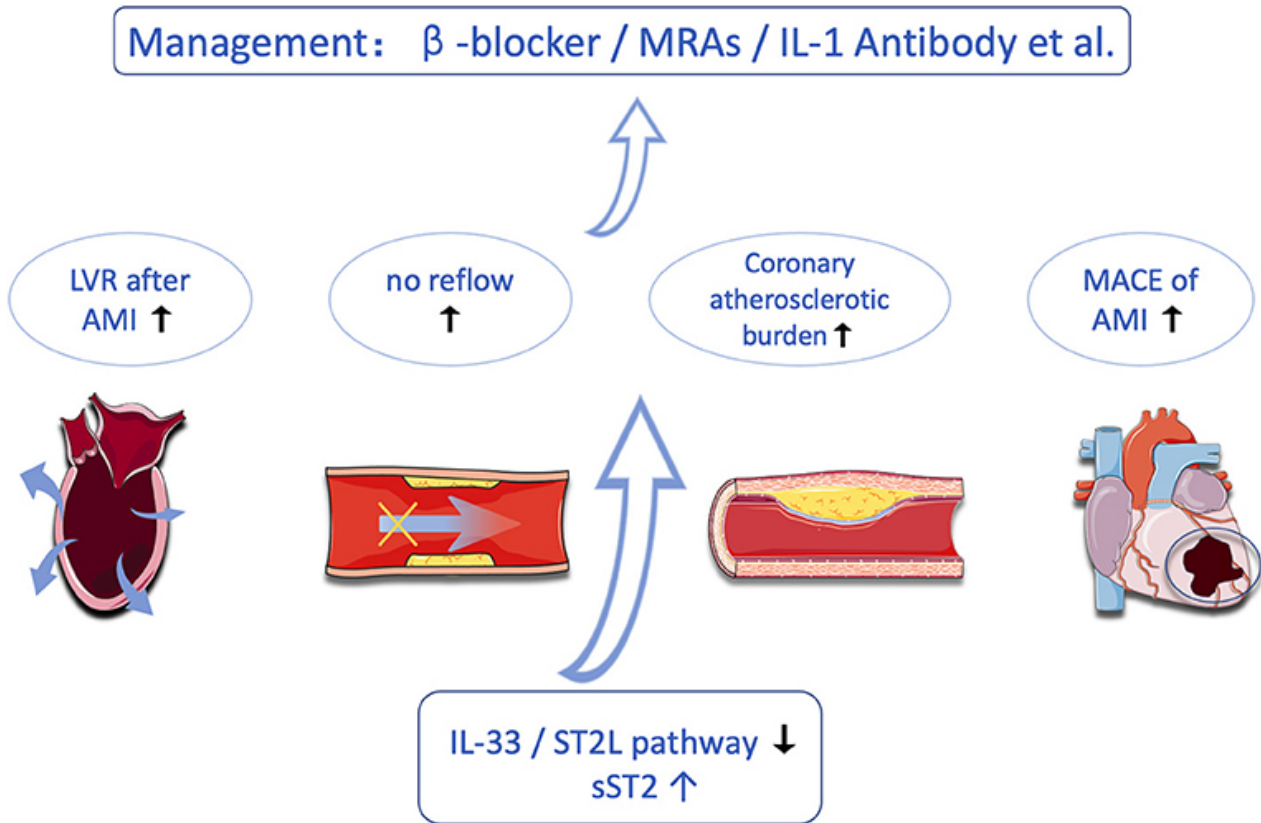 Management： β-blocker / MRAs / IL-1 Antibody et al.
LVR after
AMI ↑
no reflow
↑
Coronary
atherosclerotic
burden ↑
MACE of
AMI ↑
IL-33 / ST2L pathway ↓
sST2 ↑